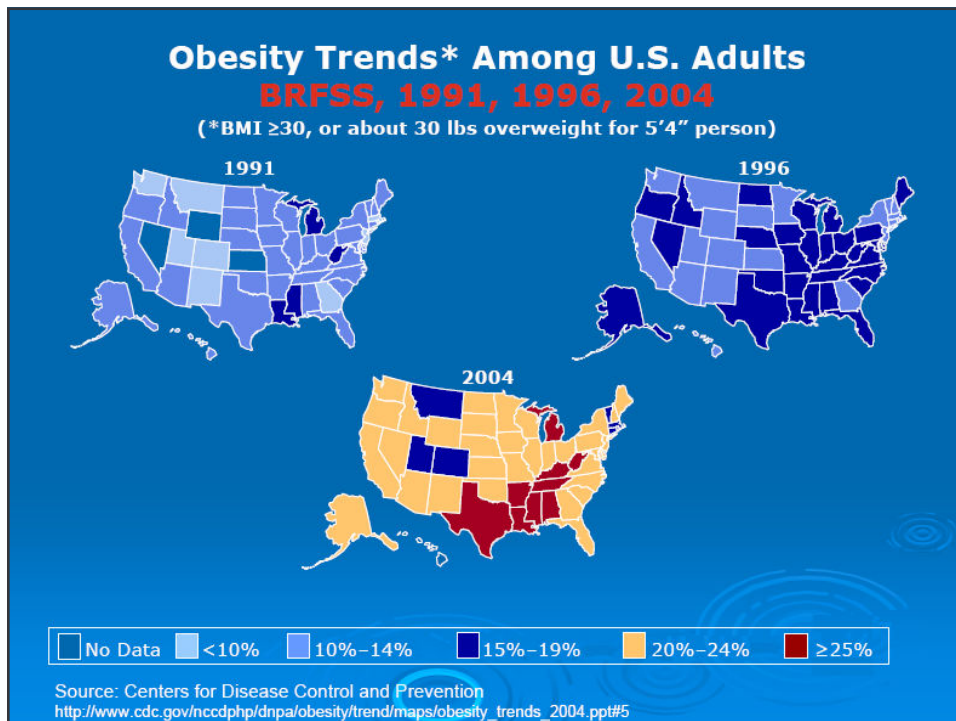 Obesity Trends* Among U.S. Adults
BRFSS, 1991, 1996, 2004
(*BMI ≥30, or about 30 lbs overweight for 5’4” person)
1991
1996
2004
No Data
<10%
10%–14%
15%–19%
20%–24%
≥25%
Source: Centers for Disease Control and Prevention
http://www.cdc.gov/nccdphp/dnpa/obesity/trend/maps/obesity_trends_2004.ppt#5